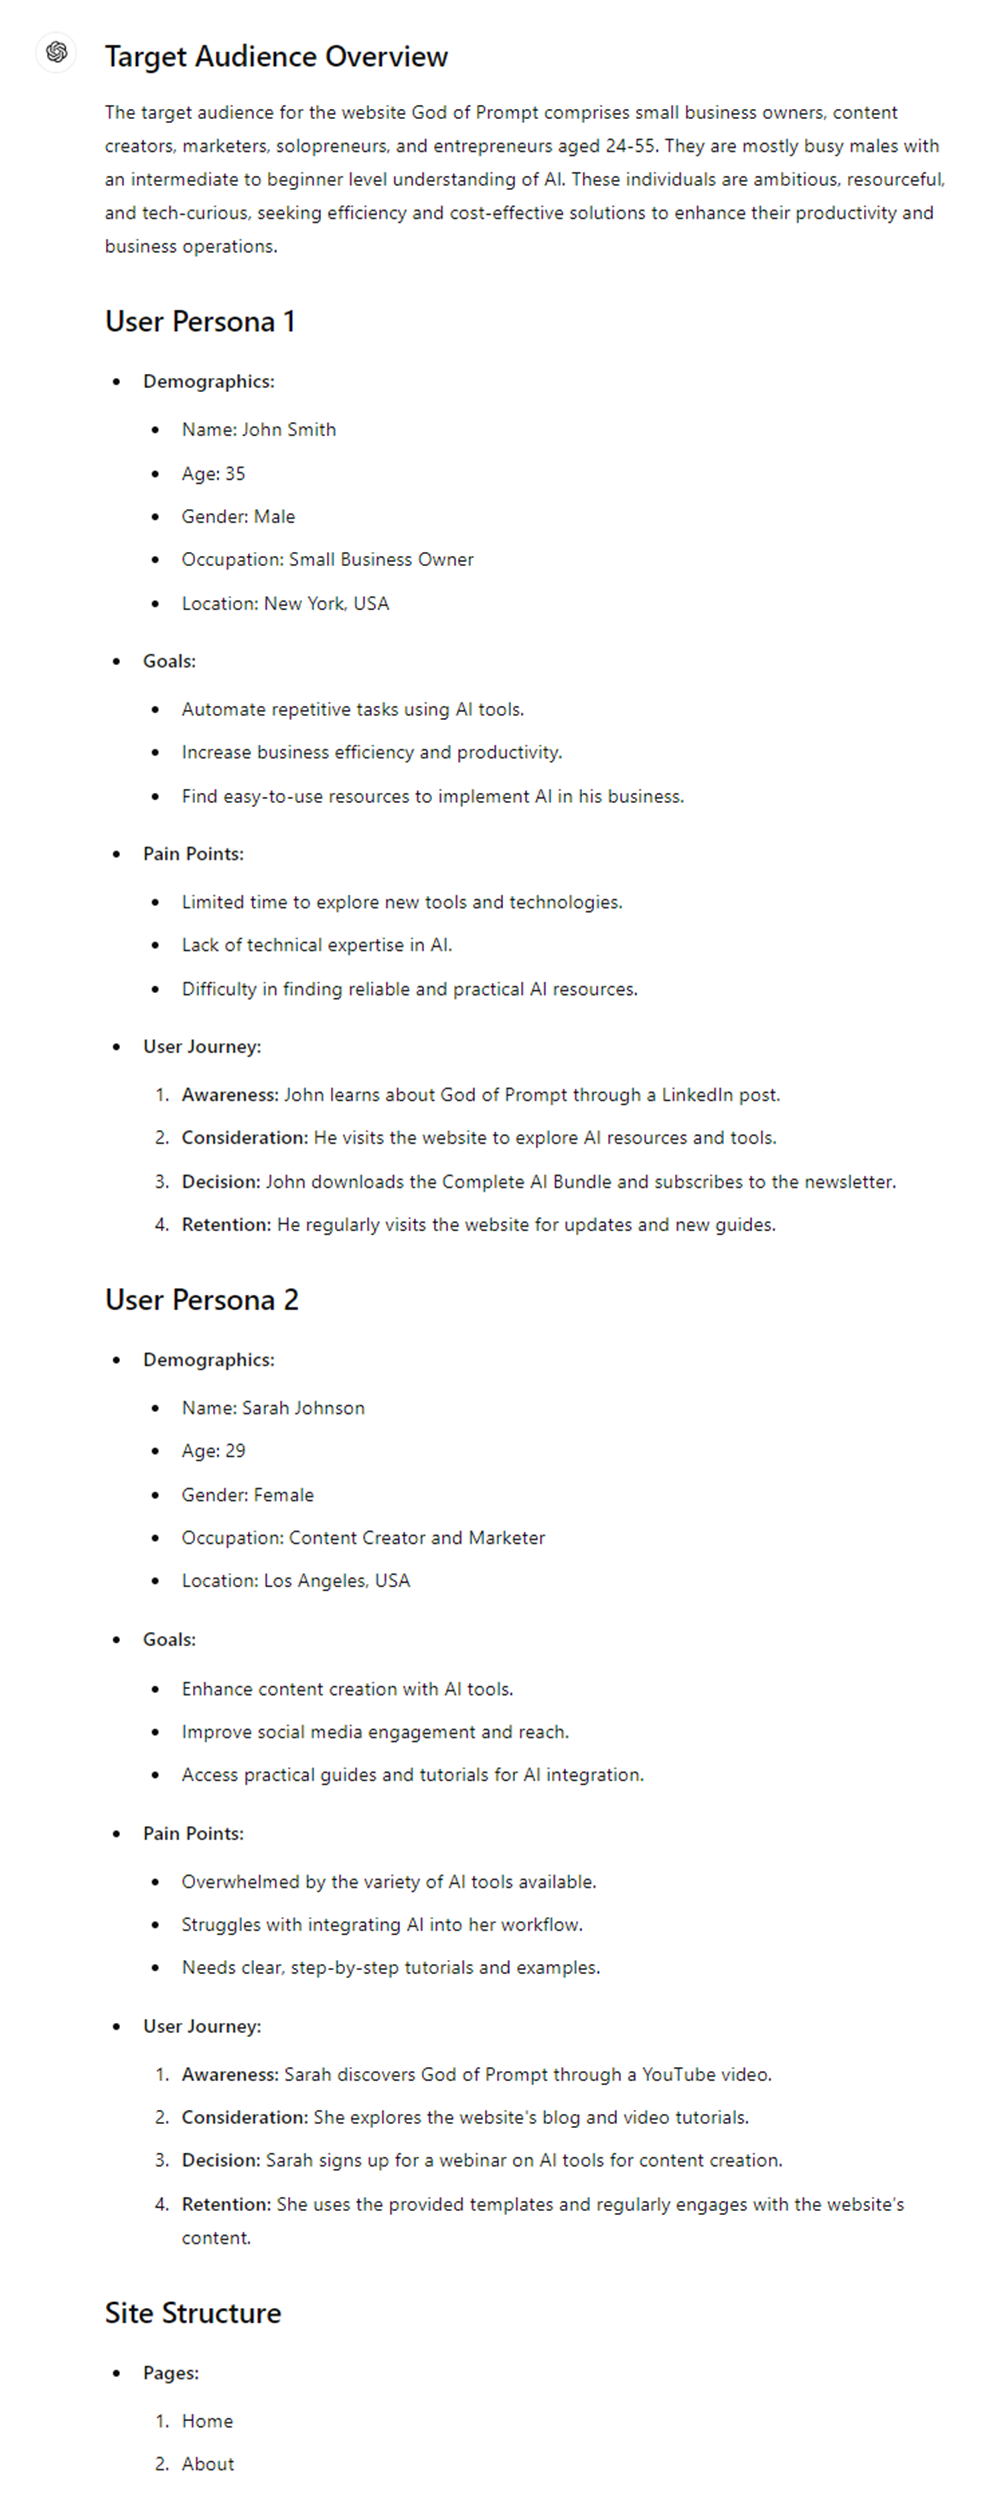 Target Audience Overview
The target audience for the website God of Prompt comprises small business owners, content
creators, marketers, solopreneurs, and entrepreneurs aged 24-55. They are mostly busy males with
an intermediate to beginner level understanding of AI. These individuals are ambitious, resourceful,
and tech-curious, seeking efficiency and cost-effective solutions to enhance their productivity and
business operations.
User Persona 1
• Demographics:
• Name: John Smith
• Age: 35
• Gender: Male
• Occupation: Small Business Owner
• Location: New York, USA
• Goals:
• Automate repetitive tasks using AI tools.
• Increase business efficiency and productivity.
• Find easy-to-use resources to implement AI in his business.
• Pain Points:
• Limited time to explore new tools and technologies.
• Lack of technical expertise in AI.
• Difficulty in finding reliable and practical AI resources.
• User Journey:
1. Awareness: John learns about God of Prompt through a LinkedIn post.
2. Consideration: He visits the website to explore AI resources and tools.
3. Decision: John downloads the Complete AI Bundle and subscribes to the newsletter.
4. Retention: He regularly visits the website for updates and new guides.
User Persona 2
• Demographics:
• Name: Sarah Johnson
• Age: 29
• Gender: Female
• Occupation: Content Creator and Marketer
• Location: Los Angeles, USA
• Goals:
• Enhance content creation with AI tools.
• Improve social media engagement and reach.
• Access practical guides and tutorials for AI integration.
• Pain Points:
• Overwhelmed by the variety of AI tools available.
• Struggles with integrating AI into her workflow.
• Needs clear, step-by-step tutorials and examples.
• User Journey:
1. Awareness: Sarah discovers God of Prompt through a YouTube video.
2. Consideration: She explores the website's blog and video tutorials.
3. Decision: Sarah signs up for a webinar on AI tools for content creation.
4. Retention: She uses the provided templates and regularly engages with the website's
content.
Site Structure
• Pages:
1. Home
2. About